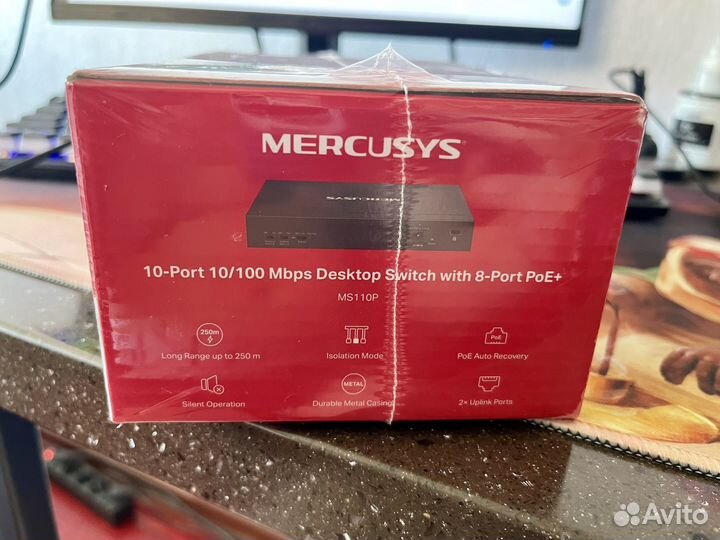 MERCUSYS
MERCUSYS
10-Port 10/100 Mbps Desktop Switch with 8-Port PoE+
MS110P
250m
PoE
Long Range up to 250 m
Isolation Mode
PoE Auto Recovery
METAL
Silent Operation
Durable Metal Casing
2× Uplink Ports
Avito